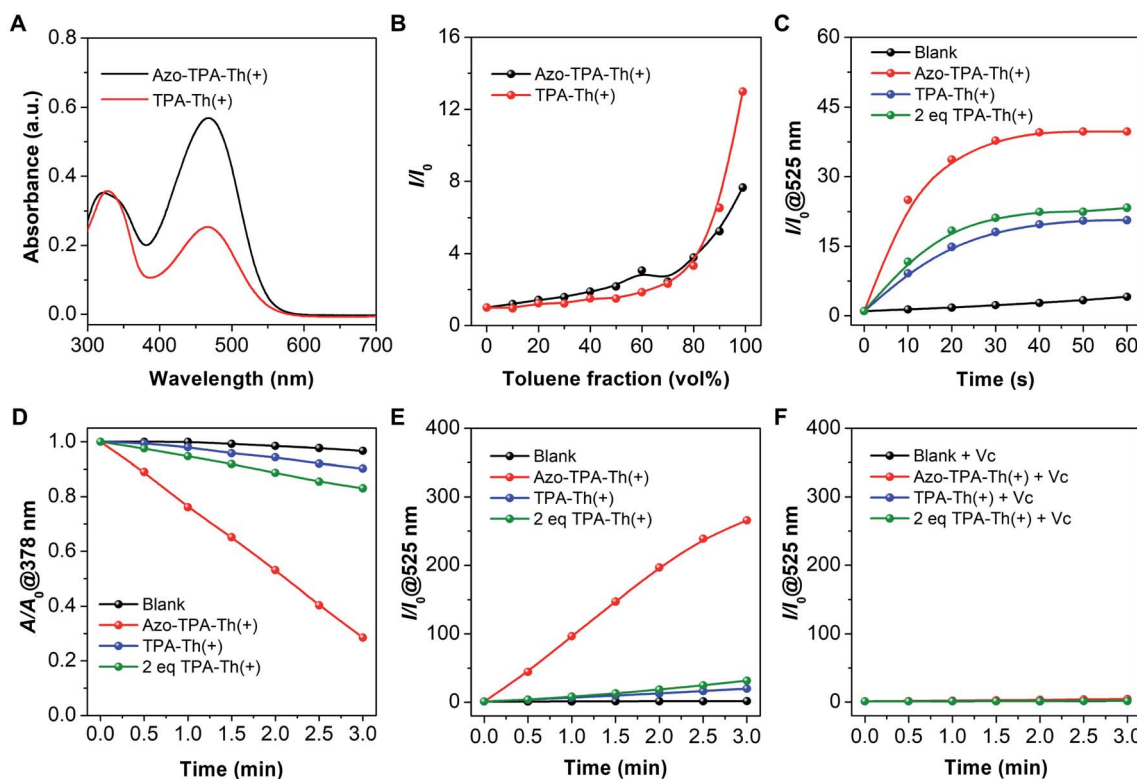 A
Absorbance (a.u.)
0.8
0.6
0.4
0.2
0.0
Azo-TPA-Th(+)
TPA-Th(+)
300 400 500 600 700
Wavelength (nm)
B
I/I0
16
12
8
4
0
Azo-TPA-Th(+)
TPA-Th(+)
0 20 40 60 80 100
Toluene fraction (vol%)
C
I/I0@525 nm
60
45
30
15
0
Blank
Azo-TPA-Th(+)
TPA-Th(+)
2 eq TPA-Th(+)
0 10 20 30 40 50 60
Time (s)
D
A/A0@378 nm
1.0
0.8
0.6
0.4
0.2
0.0
Blank
Azo-TPA-Th(+)
TPA-Th(+)
2 eq TPA-Th(+)
0.0 0.5 1.0 1.5 2.0 2.5 3.0
Time (min)
E
I/I0@525 nm
400
300
200
100
0
Blank
Azo-TPA-Th(+)
TPA-Th(+)
2 eq TPA-Th(+)
0.0 0.5 1.0 1.5 2.0 2.5 3.0
Time (min)
F
I/I0@525 nm
400
300
200
100
0
Blank + Vc
Azo-TPA-Th(+) + Vc
TPA-Th(+) + Vc
2 eq TPA-Th(+) + Vc
0.0 0.5 1.0 1.5 2.0 2.5 3.0
Time (min)